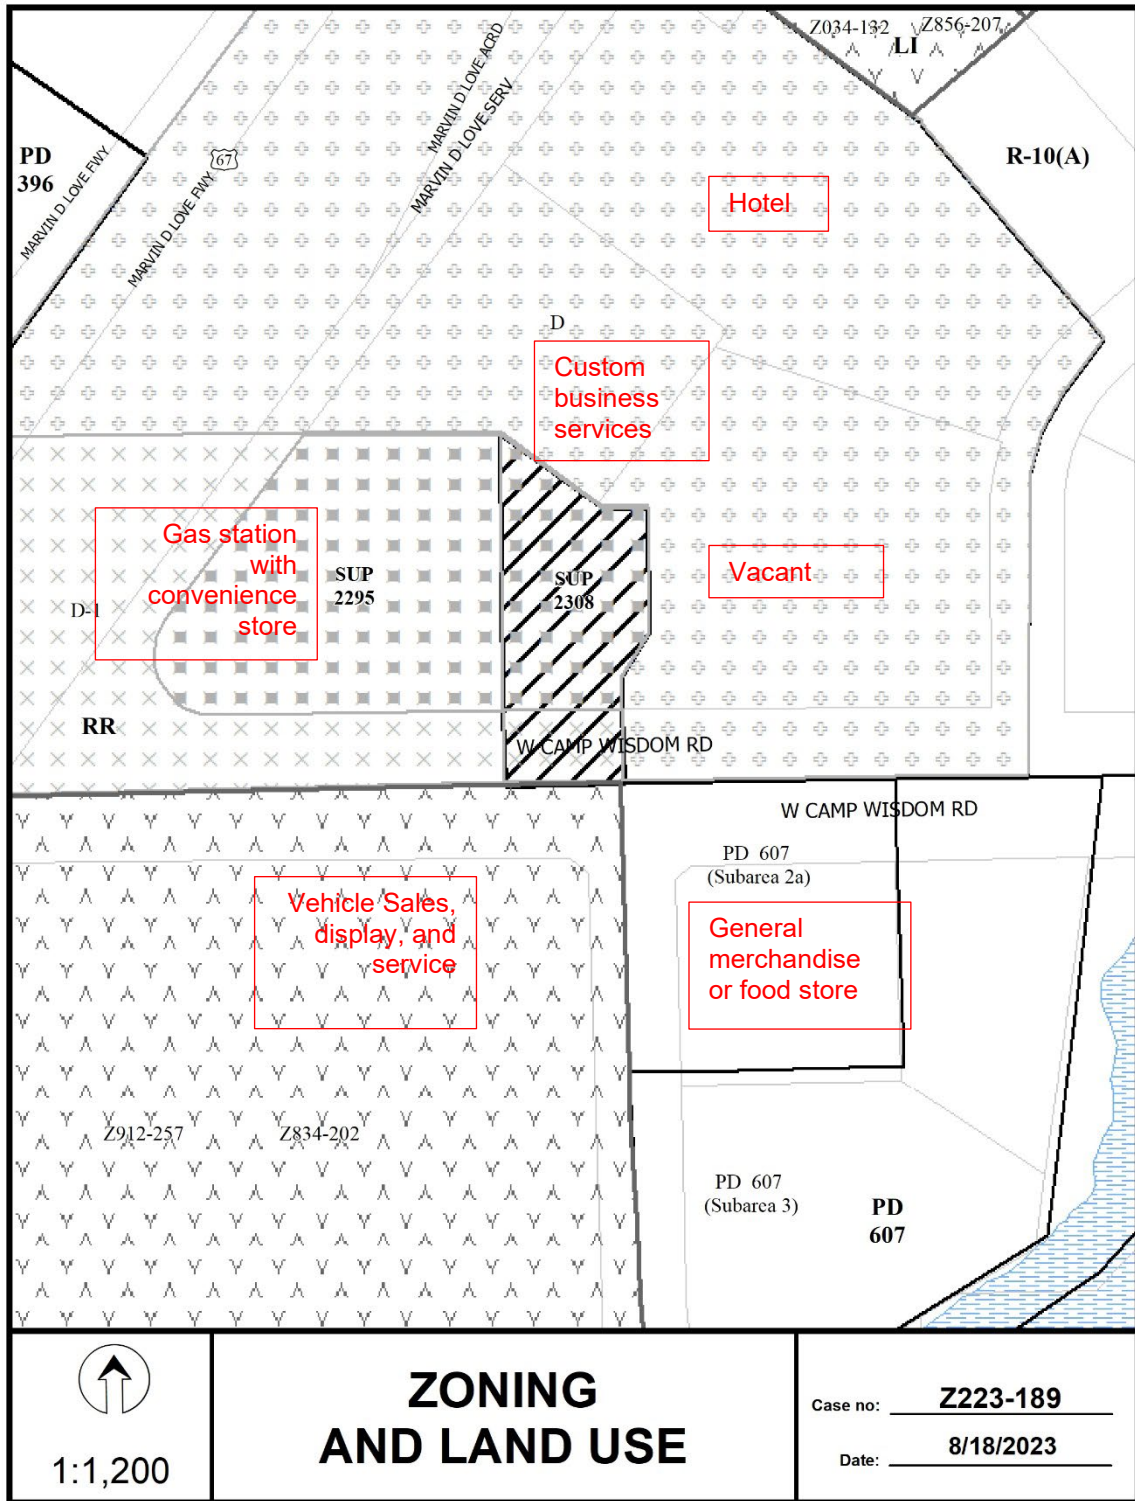 Z034-132
Z856-207
LI
PD
396
MARVIN D LOVE FWY
67
MARVIN D LOVE FWY
MARVIN D LOVE ACRD
MARVIN D LOVE SERV
R-10(A)
Hotel
D
Custom
business
services
Gas station
with
convenience
store
SUP
2295
SUP
2308
Vacant
D-1
RR
W CAMP WISDOM RD
W CAMP WISDOM RD
PD 607
(Subarea 2a)
Vehicle Sales,
display, and
service
General
merchandise
or food store
Z912-257
Z834-202
PD 607
(Subarea 3)
PD
607
1:1,200
ZONING
AND LAND USE
Case no: Z223-189
Date: 8/18/2023